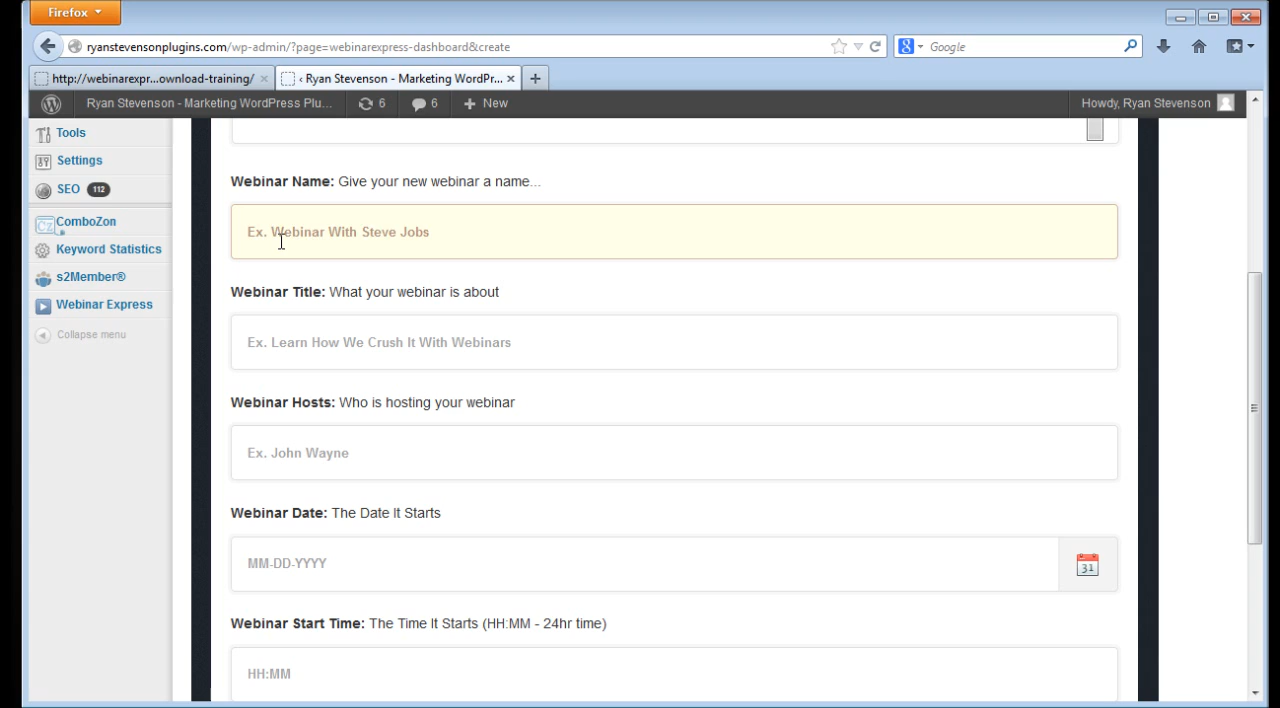 Firefox
ryanstevensonplugins.com/wp-admin/?page=webinarexpress-dashboard&create
Google
http://webinarexpr...ownload-training/
‹ Ryan Stevenson - Marketing WordPr...
Ryan Stevenson - Marketing WordPress Plu...
6
6
New
Howdy, Ryan Stevenson
Tools
Settings
SEO 112
ComboZon
Keyword Statistics
s2Member®
Webinar Express
Collapse menu
Webinar Name: Give your new webinar a name...
Ex. Webinar With Steve Jobs
Webinar Title: What your webinar is about
Ex. Learn How We Crush It With Webinars
Webinar Hosts: Who is hosting your webinar
Ex. John Wayne
Webinar Date: The Date It Starts
MM-DD-YYYY
31
Webinar Start Time: The Time It Starts (HH:MM - 24hr time)
HH:MM